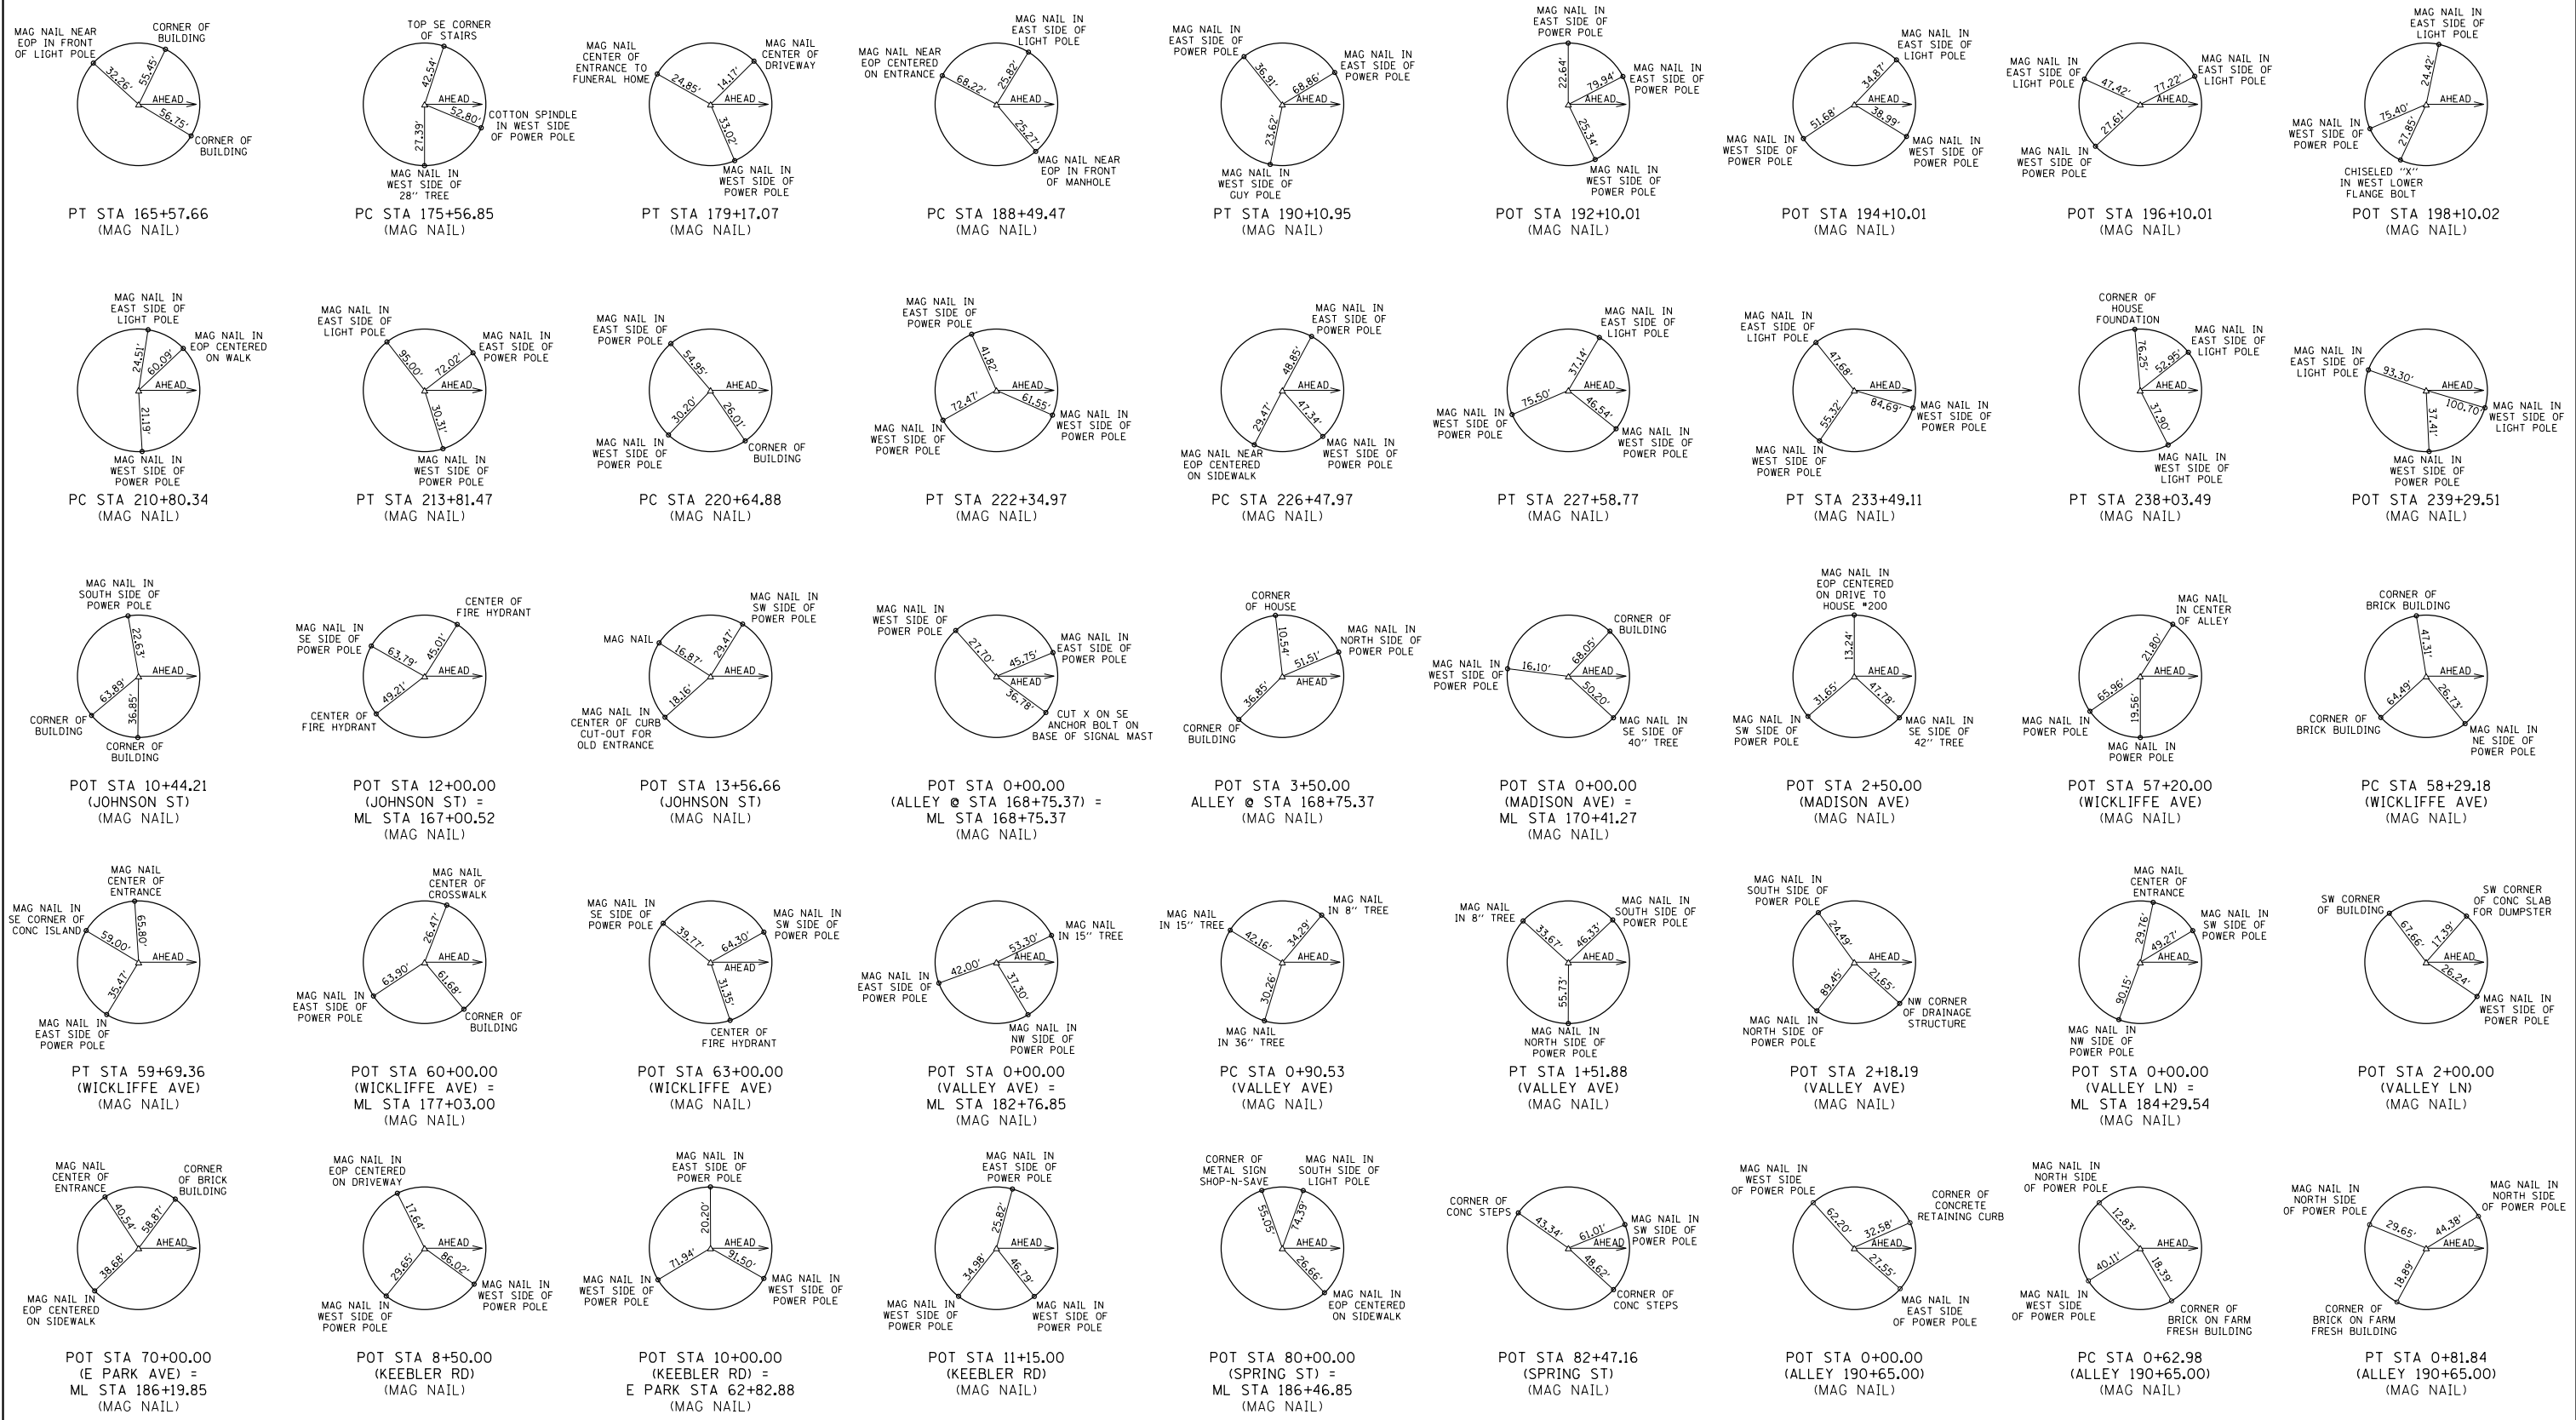 MAG NAIL NEAR
EOP IN FRONT
OF LIGHT POLE
CORNER OF
BUILDING
32.26'
55.45'
AHEAD
56.75'
CORNER OF
BUILDING
PT STA 165+57.66
(MAG NAIL)
TOP SE CORNER
OF STAIRS
42.54'
AHEAD
52.80'
COTTON SPINDLE
IN WEST SIDE
OF POWER POLE
27.39'
MAG NAIL IN
WEST SIDE OF
28" TREE
PC STA 175+56.85
(MAG NAIL)
MAG NAIL
CENTER OF
ENTRANCE TO
FUNERAL HOME
MAG NAIL
CENTER OF
DRIVEWAY
24.85'
14.17'
AHEAD
33.02'
MAG NAIL IN
WEST SIDE OF
POWER POLE
PT STA 179+17.07
(MAG NAIL)
MAG NAIL IN
EAST SIDE OF
LIGHT POLE
MAG NAIL NEAR
EOP CENTERED
ON ENTRANCE
68.22'
25.82'
AHEAD
25.27'
MAG NAIL NEAR
EOP IN FRONT
OF MANHOLE
PC STA 188+49.47
(MAG NAIL)
MAG NAIL IN
EAST SIDE OF
POWER POLE
MAG NAIL IN
EAST SIDE OF
POWER POLE
36.91'
68.86'
AHEAD
23.62'
MAG NAIL IN
WEST SIDE OF
GUY POLE
PT STA 190+10.95
(MAG NAIL)
MAG NAIL IN
EAST SIDE OF
POWER POLE
22.64'
79.94'
MAG NAIL IN
EAST SIDE OF
POWER POLE
AHEAD
25.34'
MAG NAIL IN
WEST SIDE OF
POWER POLE
POT STA 192+10.01
(MAG NAIL)
MAG NAIL IN
EAST SIDE OF
LIGHT POLE
34.87'
AHEAD
51.68'
38.99'
MAG NAIL IN
WEST SIDE OF
POWER POLE
MAG NAIL IN
WEST SIDE OF
POWER POLE
POT STA 194+10.01
(MAG NAIL)
MAG NAIL IN
EAST SIDE OF
LIGHT POLE
MAG NAIL IN
EAST SIDE OF
LIGHT POLE
47.42'
77.22'
AHEAD
27.61'
MAG NAIL IN
WEST SIDE OF
POWER POLE
POT STA 196+10.01
(MAG NAIL)
MAG NAIL IN
EAST SIDE OF
LIGHT POLE
24.42'
AHEAD
75.40'
MAG NAIL IN
WEST SIDE OF
POWER POLE
27.85'
CHISELED "X"
IN WEST LOWER
FLANGE BOLT
POT STA 198+10.02
(MAG NAIL)
MAG NAIL IN
EAST SIDE OF
LIGHT POLE
MAG NAIL IN
EOP CENTERED
ON WALK
24.51'
60.09'
AHEAD
21.19'
MAG NAIL IN
WEST SIDE OF
POWER POLE
PC STA 210+80.34
(MAG NAIL)
MAG NAIL IN
EAST SIDE OF
LIGHT POLE
MAG NAIL IN
EAST SIDE OF
POWER POLE
95.00'
72.02'
AHEAD
30.31'
MAG NAIL IN
WEST SIDE OF
POWER POLE
PT STA 213+81.47
(MAG NAIL)
MAG NAIL IN
EAST SIDE OF
POWER POLE
54.95'
AHEAD
30.20'
26.01'
MAG NAIL IN
WEST SIDE OF
POWER POLE
CORNER OF
BUILDING
PC STA 220+64.88
(MAG NAIL)
MAG NAIL IN
EAST SIDE OF
POWER POLE
41.82'
AHEAD
72.47'
61.55'
MAG NAIL IN
WEST SIDE OF
POWER POLE
MAG NAIL IN
WEST SIDE OF
POWER POLE
PT STA 222+34.97
(MAG NAIL)
MAG NAIL IN
EAST SIDE OF
POWER POLE
48.85'
AHEAD
29.47'
47.34'
MAG NAIL NEAR
EOP CENTERED
ON SIDEWALK
MAG NAIL IN
WEST SIDE OF
POWER POLE
PC STA 226+47.97
(MAG NAIL)
MAG NAIL IN
EAST SIDE OF
LIGHT POLE
37.14'
AHEAD
75.50'
46.54'
MAG NAIL IN
WEST SIDE OF
POWER POLE
MAG NAIL IN
WEST SIDE OF
POWER POLE
PT STA 227+58.77
(MAG NAIL)
MAG NAIL IN
EAST SIDE OF
LIGHT POLE
47.68'
AHEAD
55.32'
84.69'
MAG NAIL IN
WEST SIDE OF
POWER POLE
MAG NAIL IN
WEST SIDE OF
POWER POLE
PT STA 233+49.11
(MAG NAIL)
CORNER OF
HOUSE
FOUNDATION
MAG NAIL IN
EAST SIDE OF
LIGHT POLE
76.25'
52.95'
AHEAD
37.90'
MAG NAIL IN
WEST SIDE OF
LIGHT POLE
PT STA 238+03.49
(MAG NAIL)
MAG NAIL IN
EAST SIDE OF
LIGHT POLE
93.30'
AHEAD
100.70'
MAG NAIL IN
WEST SIDE OF
LIGHT POLE
37.41'
MAG NAIL IN
WEST SIDE OF
POWER POLE
POT STA 239+29.51
(MAG NAIL)
MAG NAIL IN
SOUTH SIDE OF
POWER POLE
22.63'
AHEAD
63.89'
36.85'
CORNER OF
BUILDING
CORNER OF
BUILDING
POT STA 10+44.21
(JOHNSON ST)
(MAG NAIL)
CENTER OF
FIRE HYDRANT
MAG NAIL IN
SE SIDE OF
POWER POLE
63.79'
45.01'
AHEAD
49.21'
CENTER OF
FIRE HYDRANT
POT STA 12+00.00
(JOHNSON ST) =
ML STA 167+00.52
(MAG NAIL)
MAG NAIL IN
SW SIDE OF
POWER POLE
MAG NAIL
16.87'
29.47'
AHEAD
18.16'
MAG NAIL IN
CENTER OF CURB
CUT-OUT FOR
OLD ENTRANCE
POT STA 13+56.66
(JOHNSON ST)
(MAG NAIL)
MAG NAIL IN
WEST SIDE OF
POWER POLE
MAG NAIL IN
EAST SIDE OF
POWER POLE
27.70'
45.75'
AHEAD
36.78'
CUT X ON SE
ANCHOR BOLT ON
BASE OF SIGNAL MAST
POT STA 0+00.00
(ALLEY @ STA 168+75.37) =
ML STA 168+75.37
(MAG NAIL)
CORNER
OF HOUSE
MAG NAIL IN
NORTH SIDE OF
POWER POLE
10.54'
51.51'
AHEAD
36.85'
CORNER OF
BUILDING
POT STA 3+50.00
ALLEY @ STA 168+75.37
(MAG NAIL)
CORNER OF
BUILDING
MAG NAIL IN
WEST SIDE OF
POWER POLE
16.10'
68.05'
AHEAD
50.20'
MAG NAIL IN
SE SIDE OF
40" TREE
POT STA 0+00.00
(MADISON AVE) =
ML STA 170+41.27
(MAG NAIL)
MAG NAIL IN
EOP CENTERED
ON DRIVE TO
HOUSE #200
13.24'
AHEAD
31.65'
47.78'
MAG NAIL IN
SW SIDE OF
POWER POLE
MAG NAIL IN
SE SIDE OF
42" TREE
POT STA 2+50.00
(MADISON AVE)
(MAG NAIL)
MAG NAIL
IN CENTER
OF ALLEY
21.80'
AHEAD
65.96'
19.56'
MAG NAIL IN
POWER POLE
MAG NAIL IN
POWER POLE
POT STA 57+20.00
(WICKLIFFE AVE)
(MAG NAIL)
CORNER OF
BRICK BUILDING
47.31'
AHEAD
64.49'
26.73'
CORNER OF
BRICK BUILDING
MAG NAIL IN
NE SIDE OF
POWER POLE
PC STA 58+29.18
(WICKLIFFE AVE)
(MAG NAIL)
MAG NAIL
CENTER OF
ENTRANCE
MAG NAIL IN
SE CORNER OF
CONC ISLAND
65.80'
59.00'
AHEAD
35.47'
MAG NAIL IN
EAST SIDE OF
POWER POLE
PT STA 59+69.36
(WICKLIFFE AVE)
(MAG NAIL)
MAG NAIL
CENTER OF
CROSSWALK
26.47'
AHEAD
63.90'
61.68'
MAG NAIL IN
EAST SIDE OF
POWER POLE
CORNER OF
BUILDING
POT STA 60+00.00
(WICKLIFFE AVE) =
ML STA 177+03.00
(MAG NAIL)
MAG NAIL IN
SE SIDE OF
POWER POLE
MAG NAIL IN
SW SIDE OF
POWER POLE
39.77'
64.30'
AHEAD
31.35'
CENTER OF
FIRE HYDRANT
POT STA 63+00.00
(WICKLIFFE AVE)
(MAG NAIL)
MAG NAIL
IN 15" TREE
53.30'
AHEAD
42.00'
37.30'
MAG NAIL IN
EAST SIDE OF
POWER POLE
MAG NAIL IN
NW SIDE OF
POWER POLE
POT STA 0+00.00
(VALLEY AVE) =
ML STA 182+76.85
(MAG NAIL)
MAG NAIL
IN 15" TREE
MAG NAIL
IN 8" TREE
42.16'
34.29'
AHEAD
30.26'
MAG NAIL
IN 36" TREE
PC STA 0+90.53
(VALLEY AVE)
(MAG NAIL)
MAG NAIL
IN 8" TREE
MAG NAIL IN
SOUTH SIDE OF
POWER POLE
33.67'
46.33'
AHEAD
55.73'
MAG NAIL IN
NORTH SIDE OF
POWER POLE
PT STA 1+51.88
(VALLEY AVE)
(MAG NAIL)
MAG NAIL IN
SOUTH SIDE OF
POWER POLE
24.49'
AHEAD
89.45'
21.65'
MAG NAIL IN
NORTH SIDE OF
POWER POLE
NW CORNER
OF DRAINAGE
STRUCTURE
POT STA 2+18.19
(VALLEY AVE)
(MAG NAIL)
MAG NAIL
CENTER OF
ENTRANCE
MAG NAIL IN
SW SIDE OF
POWER POLE
29.76'
49.27'
AHEAD
90.15'
MAG NAIL IN
NW SIDE OF
POWER POLE
POT STA 0+00.00
(VALLEY LN) =
ML STA 184+29.54
(MAG NAIL)
SW CORNER
OF BUILDING
SW CORNER
OF CONC SLAB
FOR DUMPSTER
67.66'
17.39'
AHEAD
26.24'
MAG NAIL IN
WEST SIDE OF
POWER POLE
POT STA 2+00.00
(VALLEY LN)
(MAG NAIL)
MAG NAIL
CENTER OF
ENTRANCE
CORNER
OF BRICK
BUILDING
40.54'
58.87'
AHEAD
38.68'
MAG NAIL IN
EOP CENTERED
ON SIDEWALK
POT STA 70+00.00
(E PARK AVE) =
ML STA 186+19.85
(MAG NAIL)
MAG NAIL IN
EOP CENTERED
ON DRIVEWAY
17.64'
AHEAD
29.65'
86.02'
MAG NAIL IN
WEST SIDE OF
POWER POLE
MAG NAIL IN
WEST SIDE OF
POWER POLE
POT STA 8+50.00
(KEEBLER RD)
(MAG NAIL)
MAG NAIL IN
EAST SIDE OF
POWER POLE
20.20'
AHEAD
71.94'
91.50'
MAG NAIL IN
WEST SIDE OF
POWER POLE
MAG NAIL IN
WEST SIDE OF
POWER POLE
POT STA 10+00.00
(KEEBLER RD) =
E PARK STA 62+82.88
(MAG NAIL)
MAG NAIL IN
EAST SIDE OF
POWER POLE
25.82'
AHEAD
34.98'
46.79'
MAG NAIL IN
WEST SIDE OF
POWER POLE
MAG NAIL IN
WEST SIDE OF
POWER POLE
POT STA 11+15.00
(KEEBLER RD)
(MAG NAIL)
CORNER OF
METAL SIGN
SHOP-N-SAVE
MAG NAIL IN
SOUTH SIDE OF
LIGHT POLE
55.05'
74.39'
AHEAD
26.66'
MAG NAIL IN
EOP CENTERED
ON SIDEWALK
POT STA 80+00.00
(SPRING ST) =
ML STA 186+46.85
(MAG NAIL)
CORNER OF
CONC STEPS
43.34'
61.01'
MAG NAIL IN
SW SIDE OF
POWER POLE
AHEAD
48.62'
CORNER OF
CONC STEPS
POT STA 82+47.16
(SPRING ST)
(MAG NAIL)
MAG NAIL IN
WEST SIDE
OF POWER POLE
CORNER OF
CONCRETE
RETAINING CURB
62.20'
32.58'
AHEAD
27.55'
MAG NAIL IN
EAST SIDE
OF POWER POLE
POT STA 0+00.00
(ALLEY 190+65.00)
(MAG NAIL)
MAG NAIL IN
NORTH SIDE
OF POWER POLE
12.83'
AHEAD
40.11'
18.39'
MAG NAIL IN
WEST SIDE
OF POWER POLE
CORNER OF
BRICK ON FARM
FRESH BUILDING
PC STA 0+62.98
(ALLEY 190+65.00)
(MAG NAIL)
MAG NAIL IN
NORTH SIDE
OF POWER POLE
MAG NAIL IN
NORTH SIDE
OF POWER POLE
29.65'
44.38'
AHEAD
18.89'
CORNER OF
BRICK ON FARM
FRESH BUILDING
PT STA 0+81.84
(ALLEY 190+65.00)
(MAG NAIL)